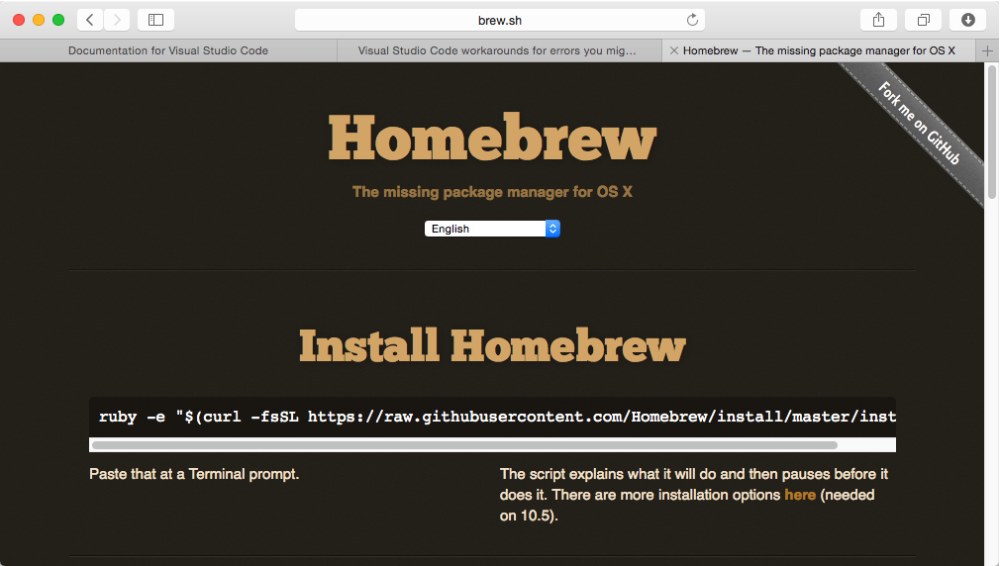 brew.sh
Documentation for Visual Studio Code
Visual Studio Code workarounds for errors you mig...
Homebrew — The missing package manager for OS X
Fork me on GitHub
Homebrew
The missing package manager for OS X
English
Install Homebrew
ruby -e "$(curl -fsSL https://raw.githubusercontent.com/Homebrew/install/master/inst
Paste that at a Terminal prompt.
The script explains what it will do and then pauses before it
does it. There are more installation options here (needed
on 10.5).